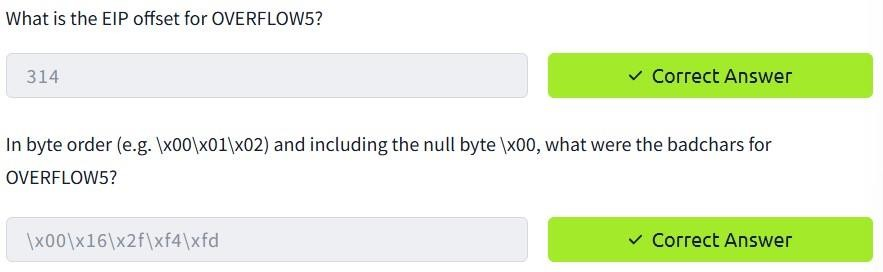 What is the EIP offset for OVERFLOW5?
314
✓ Correct Answer
In byte order (e.g. \x00\x01\x02) and including the null byte \x00, what were the badchars for
OVERFLOW5?
\x00\x16\x2f\xf4\xfd
✓ Correct Answer